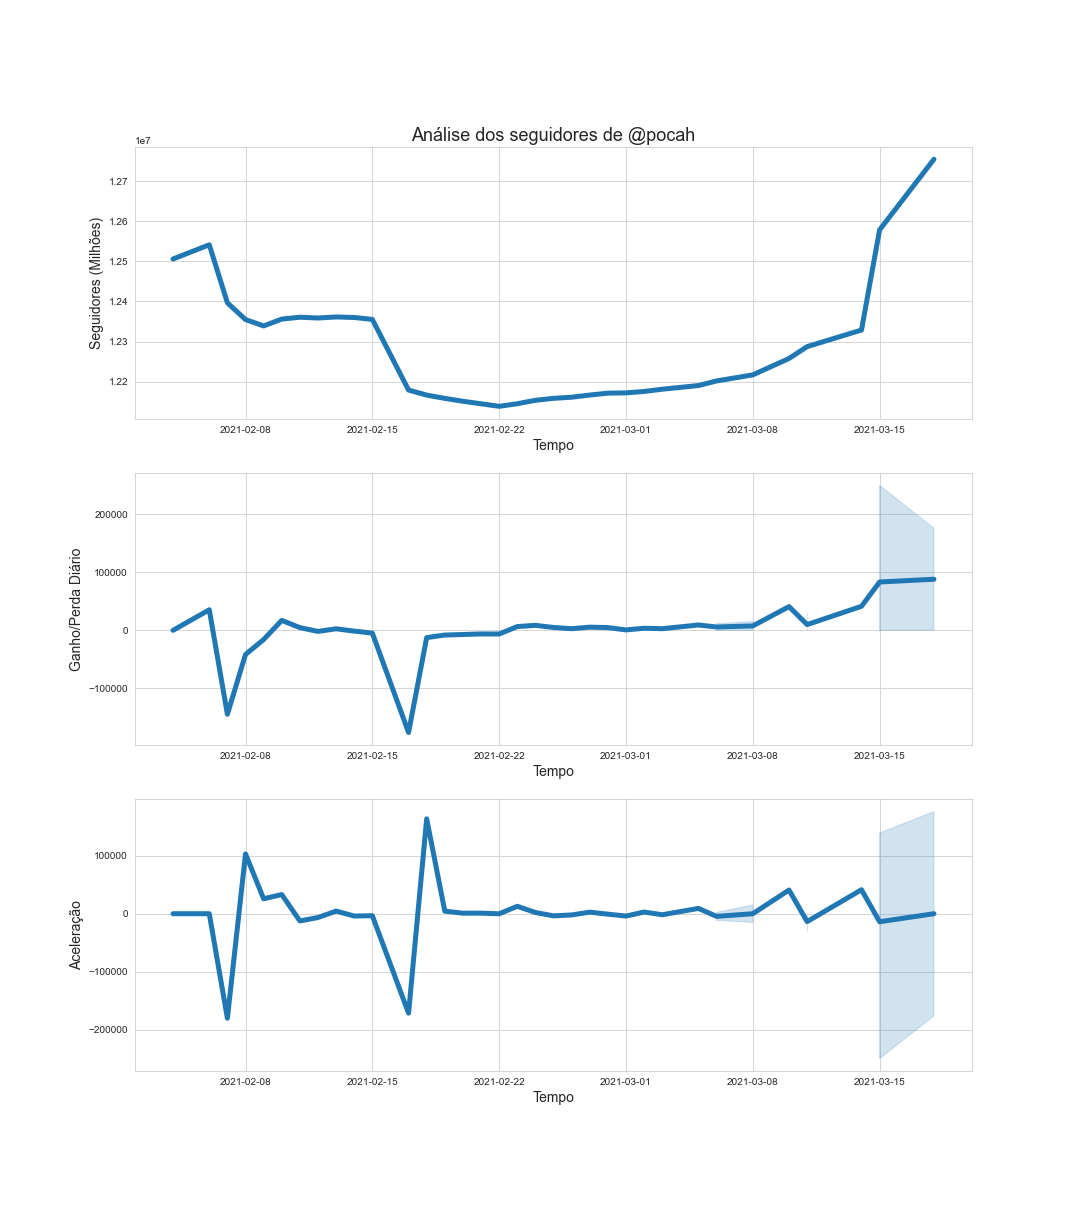 Análise dos seguidores de @pocah
1e7
1.27
1.26
1.25
1.24
1.23
1.22
Seguidores (Milhões)
2021-02-08 2021-02-15 2021-02-22 2021-03-01 2021-03-08 2021-03-15
Tempo
200000
100000
0
−100000
Ganho/Perda Diário
2021-02-08 2021-02-15 2021-02-22 2021-03-01 2021-03-08 2021-03-15
Tempo
100000
0
−100000
−200000
Aceleração
2021-02-08 2021-02-15 2021-02-22 2021-03-01 2021-03-08 2021-03-15
Tempo